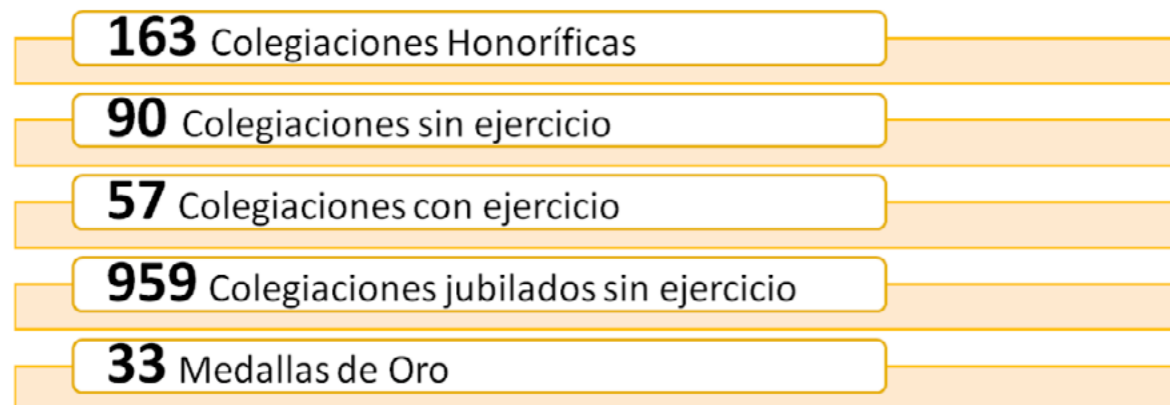 163 Colegiaciones Honoríficas
90 Colegiaciones sin ejercicio
57 Colegiaciones con ejercicio
959 Colegiaciones jubilados sin ejercicio
33 Medallas de Oro